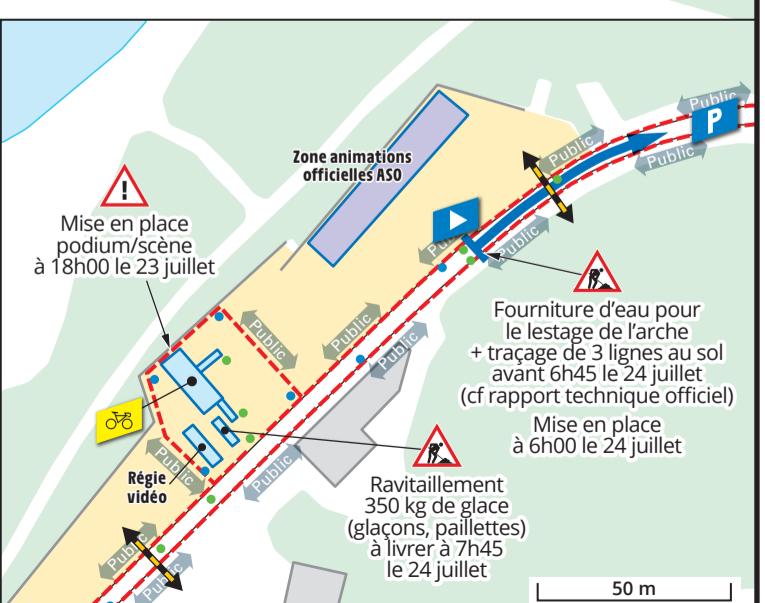 Zone animations
officielles ASO
Public
P
Public
Public
Public
Public
Public
!
Mise en place
podium/scène
à 18h00 le 23 juillet
Fourniture d'eau pour
le lestage de l'arche
+ traçage de 3 lignes au sol
avant 6h45 le 24 juillet
(cf rapport technique officiel)
Mise en place
à 6h00 le 24 juillet
Public
Public
Public
Public
Public
Régie
vidéo
Ravitaillement
350 kg de glace
(glaçons, paillettes)
à livrer à 7h45
le 24 juillet
Public
Public
50 m